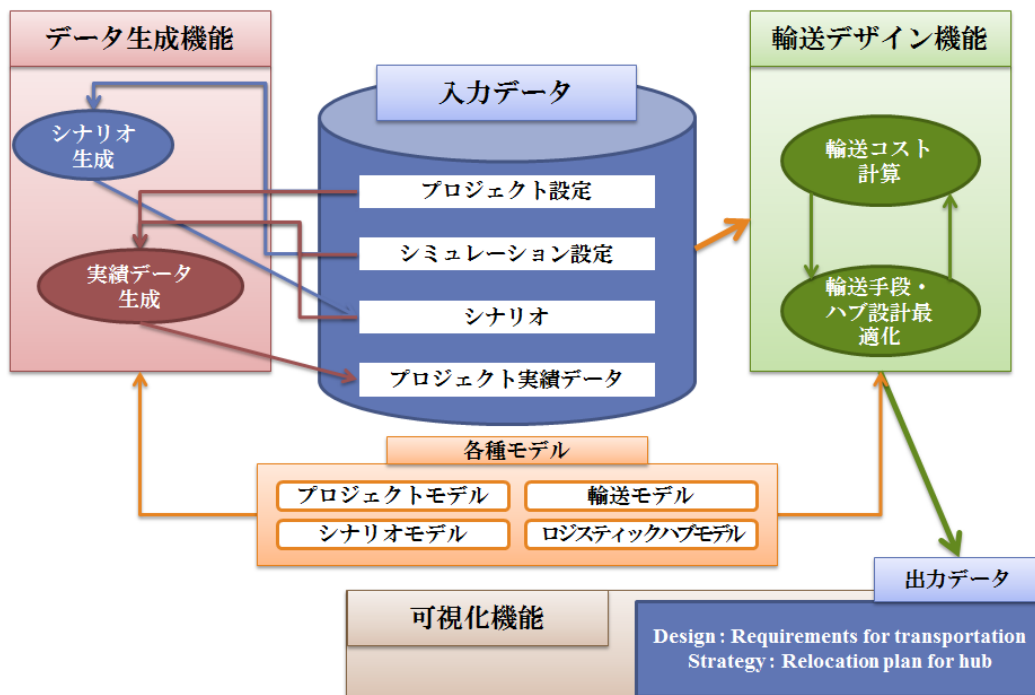 データ生成機能
シナリオ
生成
実績データ
生成
入力データ
プロジェクト設定
シミュレーション設定
シナリオ
プロジェクト実績データ
輸送デザイン機能
輸送コスト
計算
輸送手段・
ハブ設計最
適化
各種モデル
プロジェクトモデル
輸送モデル
シナリオモデル
ロジスティックハブモデル
可視化機能
出力データ
Design : Requirements for transportation
Strategy : Relocation plan for hub